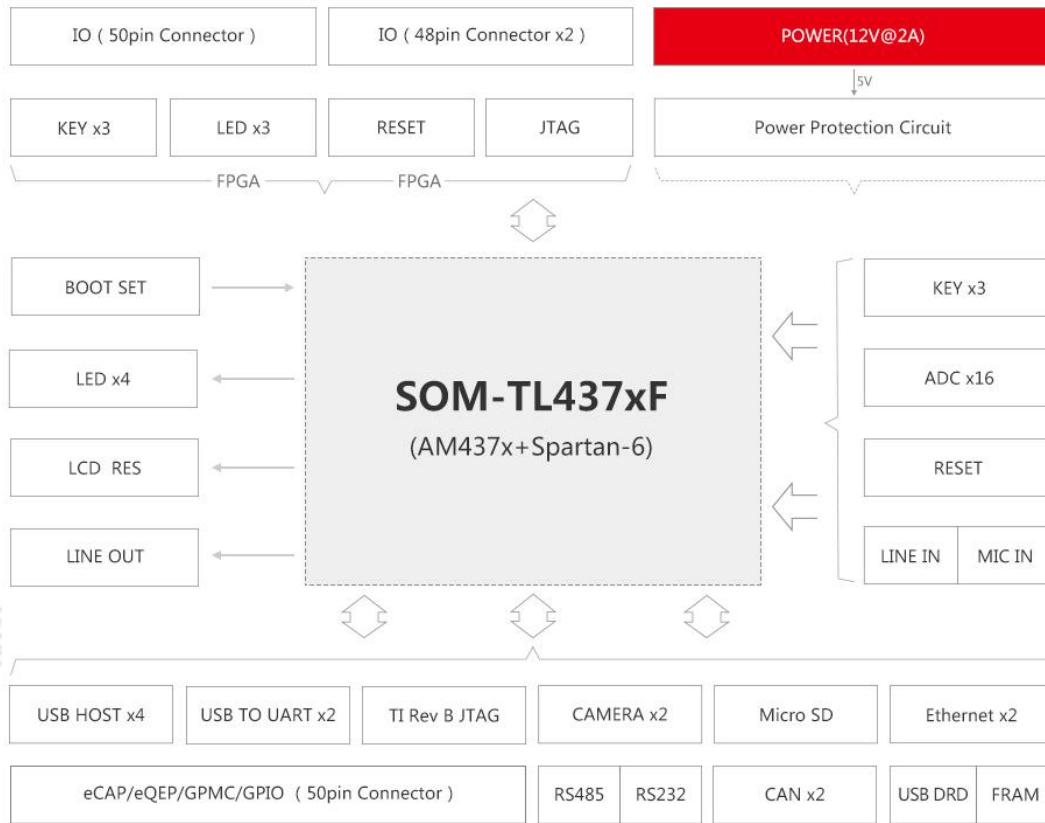 IO ( 50pin Connector )
IO ( 48pin Connector x2 )
POWER(12V@2A)
5V
KEY x3
LED x3
RESET
JTAG
Power Protection Circuit
FPGA
FPGA
BOOT SET
KEY x3
LED x4
ADC x16
SOM-TL437xF
(AM437x+Spartan-6)
LCD RES
RESET
LINE OUT
LINE IN
MIC IN
USB HOST x4
USB TO UART x2
TI Rev B JTAG
CAMERA x2
Micro SD
Ethernet x2
eCAP/eQEP/GPMC/GPIO ( 50pin Connector )
RS485
RS232
CAN x2
USB DRD
FRAM